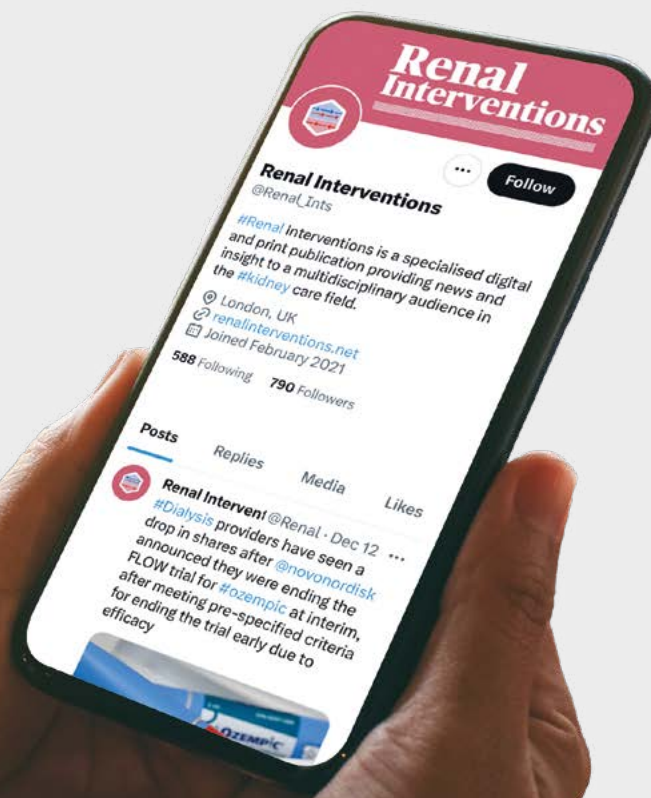 Renal
Interventions
...
Follow
Renal Interventions
@Renal_Ints
#Renal Interventions is a specialised digital
and print publication providing news and
insight to a multidisciplinary audience in
the #kidney care field.
London, UK
renalinterventions.net
Joined February 2021
588 Following 790 Followers
Posts Replies Media Likes
Renal Intervent @Renal · Dec 12 ...
#Dialysis providers have seen a
drop in shares after @novonordisk
announced they were ending the
FLOW trial for #ozempic at interim,
after meeting pre-specified criteria
for ending the trial early due to
efficacy
OZEMPIC